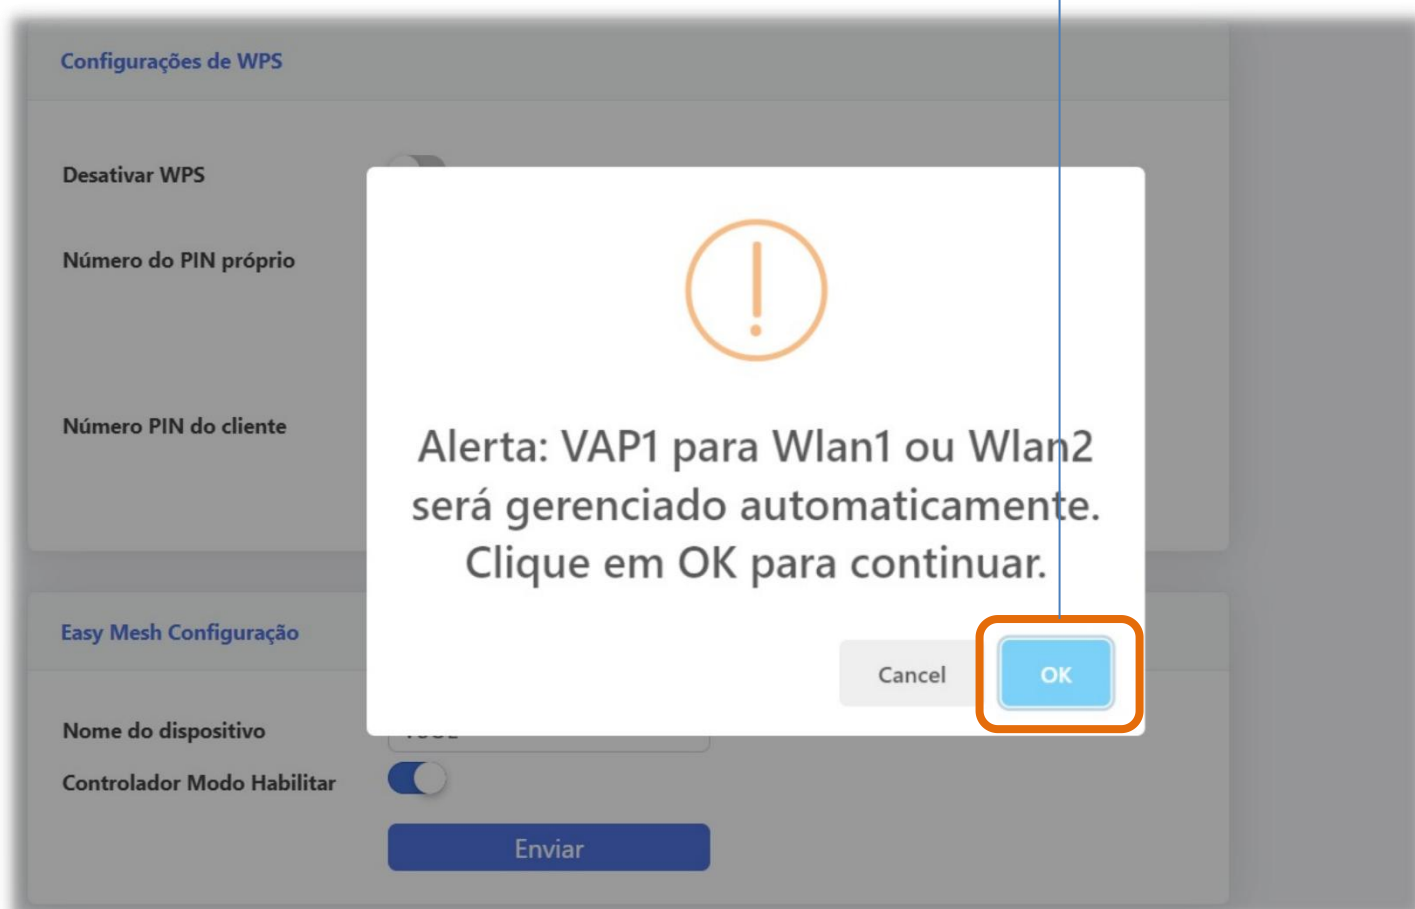 Configurações de WPS
Desativar WPS
Número do PIN próprio
Número PIN do cliente
Alerta: VAP1 para Wlan1 ou Wlan2
será gerenciado automaticamente.
Clique em OK para continuar.
Cancel
OK
Easy Mesh Configuração
Nome do dispositivo
Controlador Modo Habilitar
Enviar